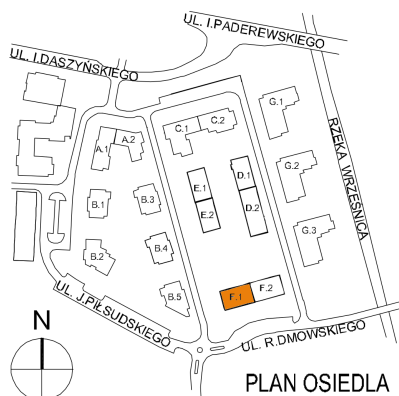 UL. I.PADEREWSKIEGO
UL. I.DASZYŃSKIEGO
RZEKA WRZEŚNICA
A.1
A.2
C.1
C.2
G.1
B.1
B.3
E.1
E.2
D.1
D.2
G.2
B.2
B.4
G.3
B.5
F.1
F.2
UL. J.PIŁSUDSKIEGO
UL. R.DMOWSKIEGO
N
PLAN OSIEDLA